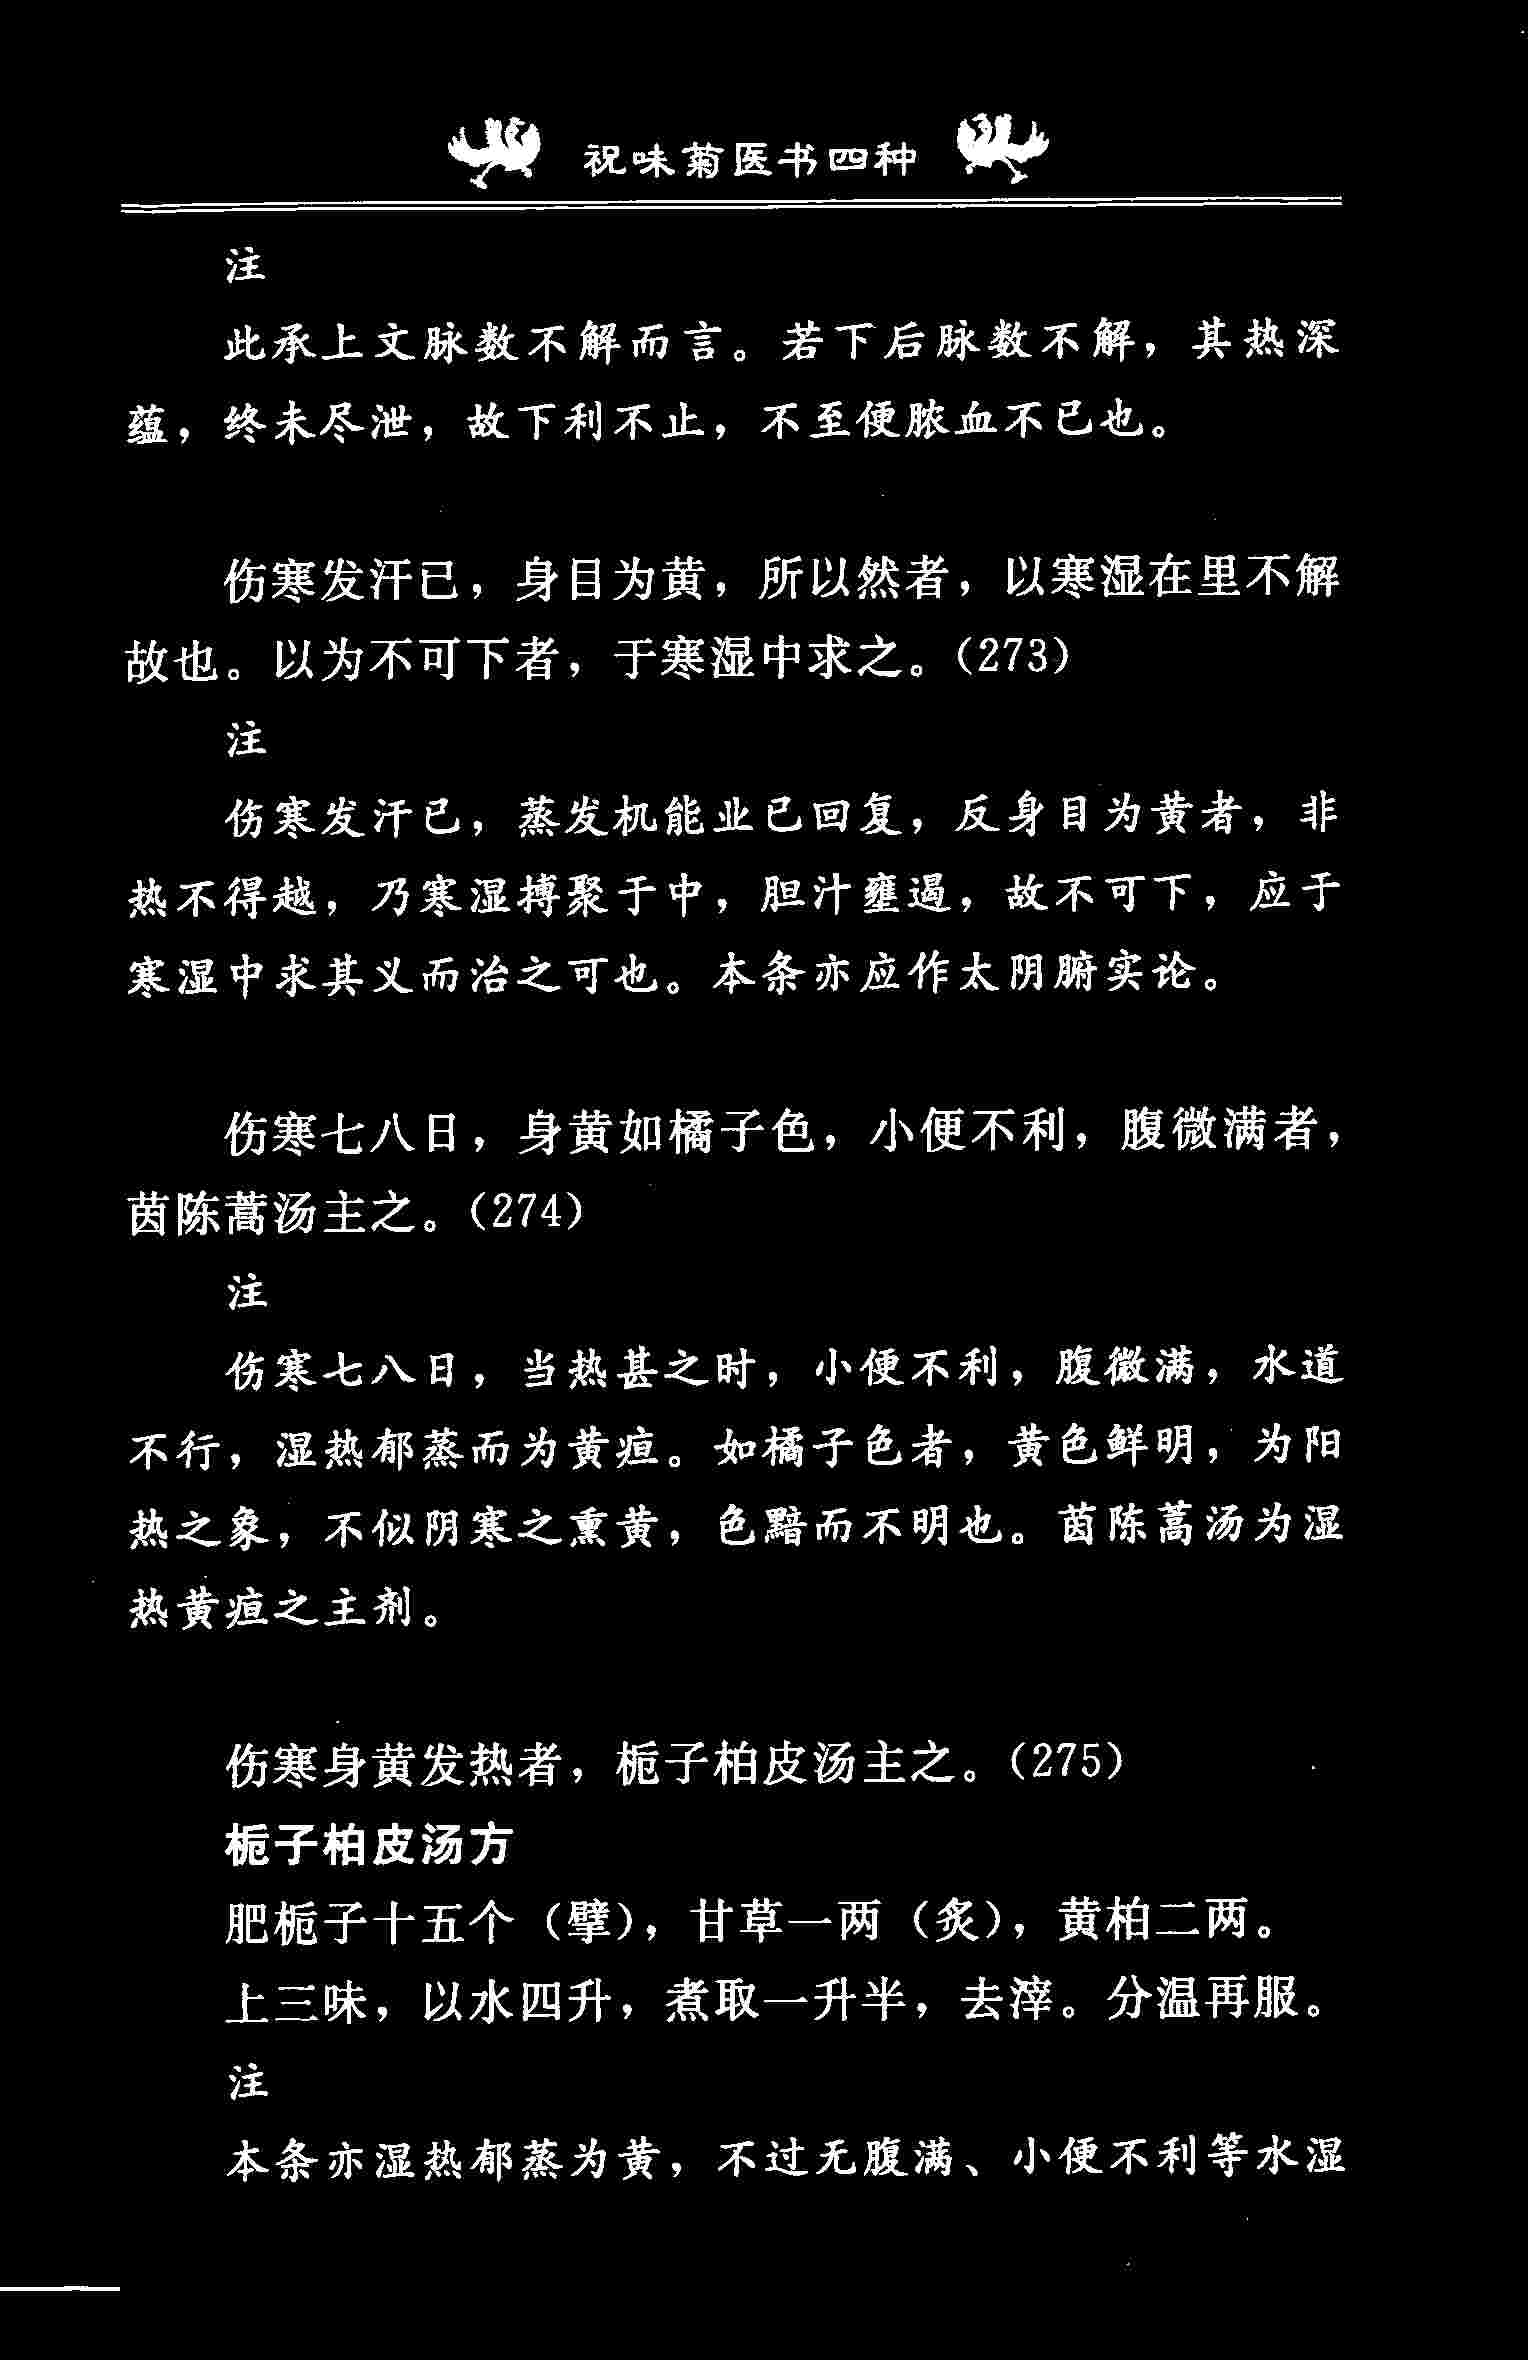 祝味菊医书四种
注
此承上文脉数不解而言。若下后脉数不解，其热深
蕴，终未尽泄，故下利不止，不至便脓血不已也。
伤寒发汗已，身目为黄，所以然者，以寒湿在里不解
故也。以为不可下者，于寒湿中求之。（273）
注
伤寒发汗已，蒸发机能业已回复，反身目为黄者，非
热不得越，乃寒湿搏聚于中，胆汁壅遏，故不可下，应于
寒湿中求其义而治之可也。本条亦应作太阴腑实论。
伤寒七八日，身黄如橘子色，小便不利，腹微满者，
茵陈蒿汤主之。（274）
注
伤寒七八日，当热甚之时，小便不利，腹微满，水道
不行，湿热郁蒸而为黄疸。如橘子色者，黄色鲜明，为阳
热之象，不似阴寒之熏黄，色黯而不明也。茵陈蒿汤为湿
热黄疸之主剂。
伤寒身黄发热者，栀子柏皮汤主之。（275）
栀子柏皮汤方
肥栀子十五个（擘），甘草一两（炙），黄柏二两。
上三味，以水四升，煮取一升半，去滓。分温再服。
注
本条亦湿热郁蒸为黄，不过无腹满、小便不利等水湿